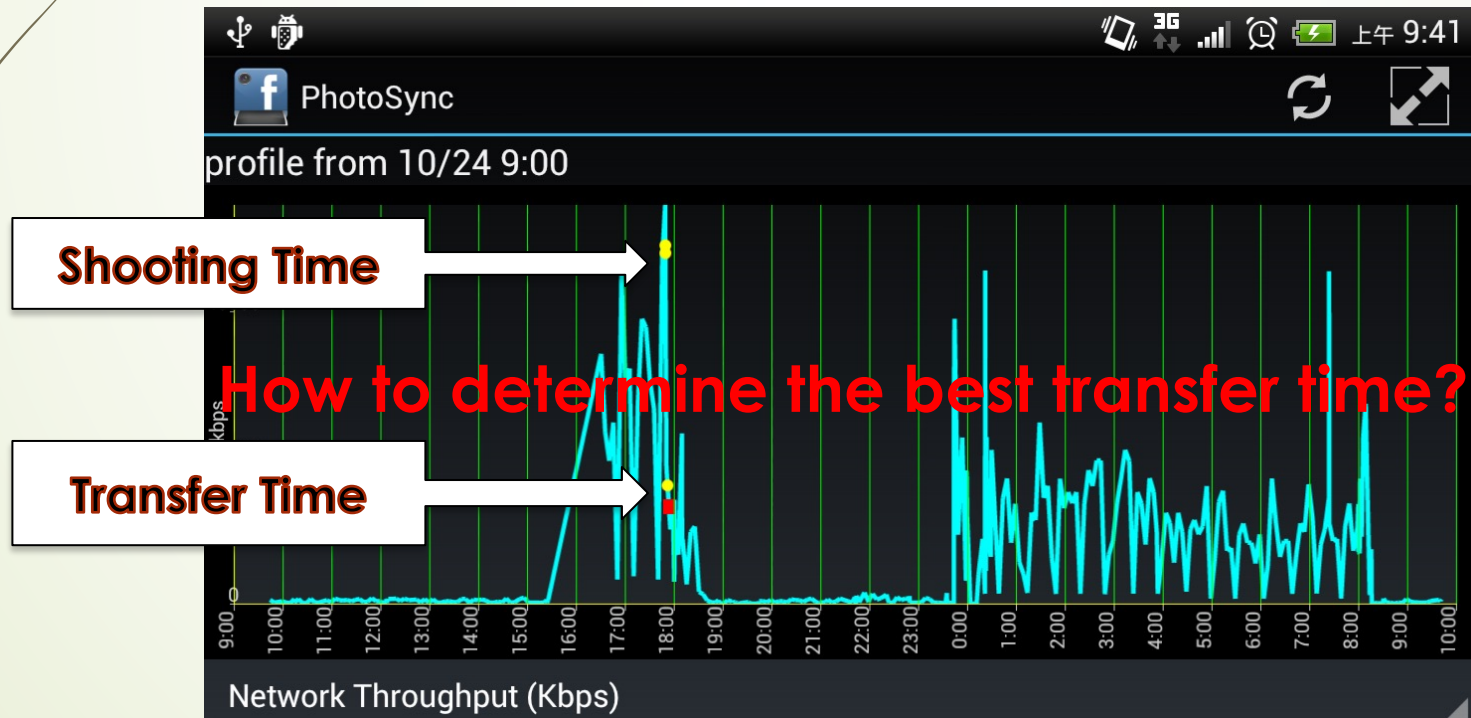 3G
上午 9:41
f PhotoSync
profile from 10/24 9:00
Shooting Time
How to determine the best transfer time?
kbps
Transfer Time
0
9:00 10:00 11:00 12:00 13:00 14:00 15:00 16:00 17:00 18:00 19:00 20:00 21:00 22:00 23:00 0:00 1:00 2:00 3:00 4:00 5:00 6:00 7:00 8:00 9:00 10:00
Network Throughput (Kbps)